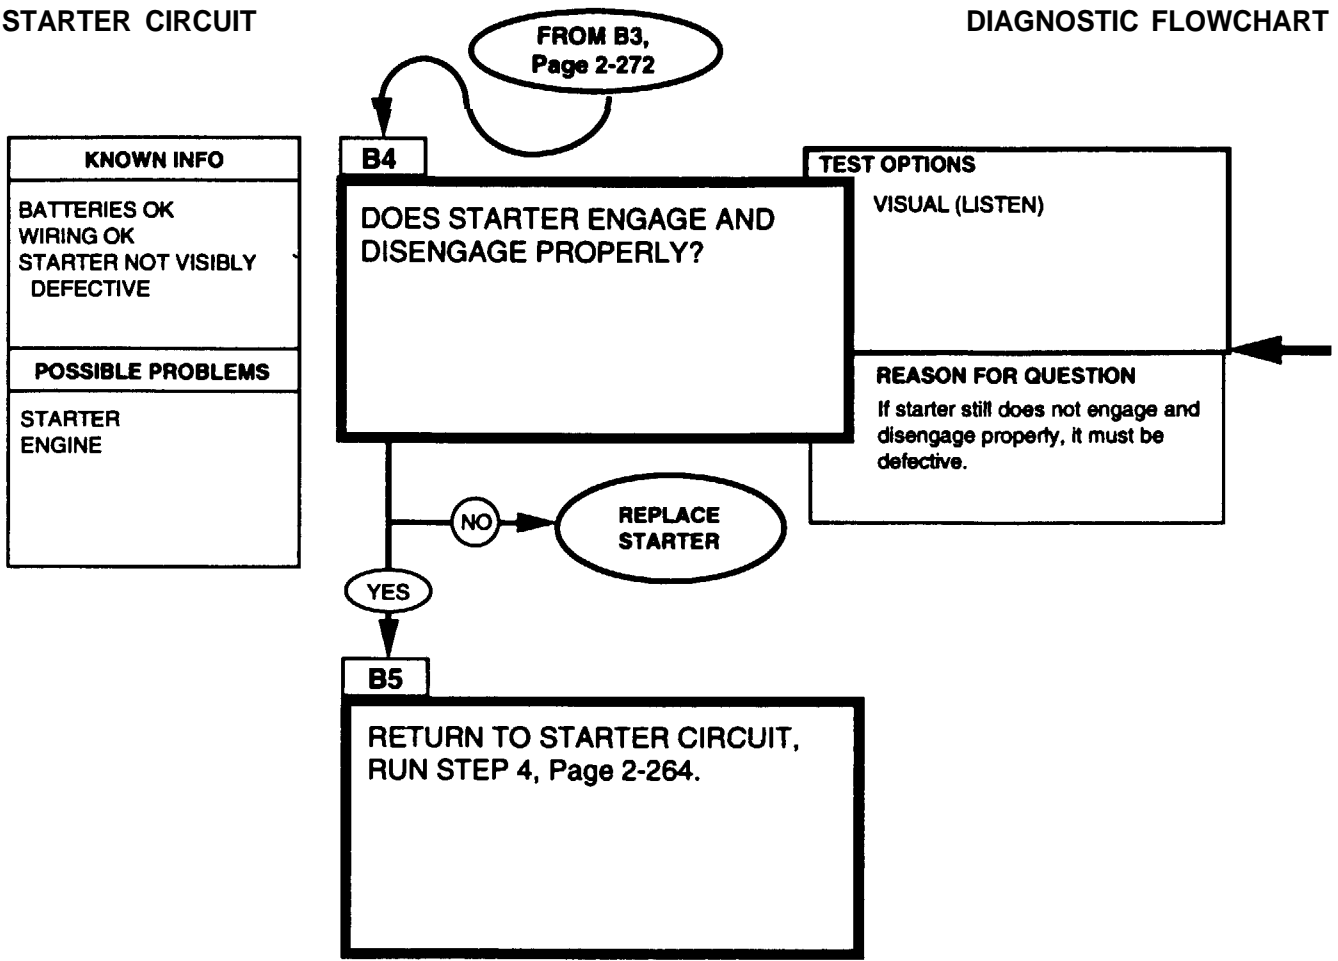 STARTER CIRCUIT
DIAGNOSTIC FLOWCHART
FROM B3,
Page 2-272
KNOWN INFO
BATTERIES OK
WIRING OK
STARTER NOT VISIBLY
DEFECTIVE
POSSIBLE PROBLEMS
STARTER
ENGINE
B4
DOES STARTER ENGAGE AND
DISENGAGE PROPERLY?
TEST OPTIONS
VISUAL (LISTEN)
REASON FOR QUESTION
If starter still does not engage and
disengage properly, it must be
defective.
NO
REPLACE
STARTER
YES
B5
RETURN TO STARTER CIRCUIT,
RUN STEP 4, Page 2-264.